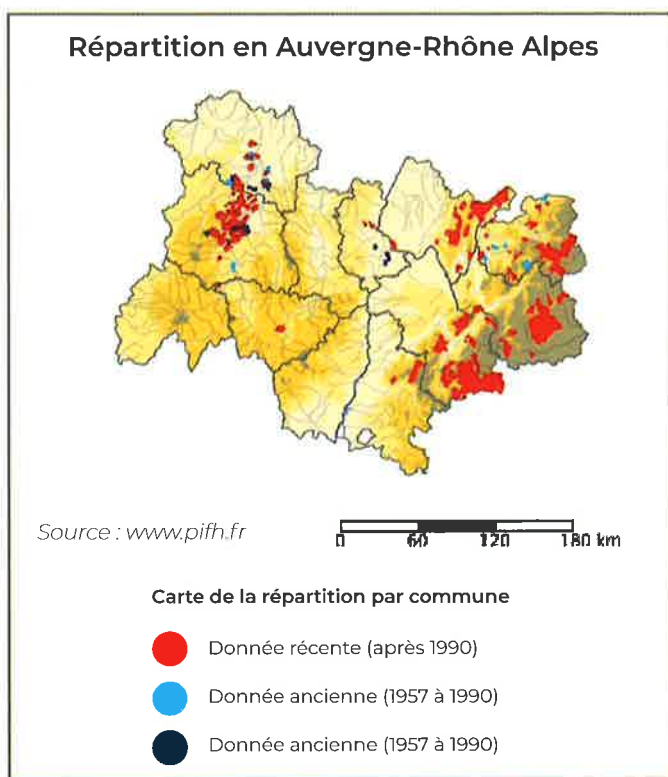 Répartition en Auvergne-Rhône Alpes
Source : www.pifh.fr
0 60 120 180 km
Carte de la répartition par commune
Donnée récente (après 1990)
Donnée ancienne (1957 à 1990)
Donnée ancienne (1957 à 1990)